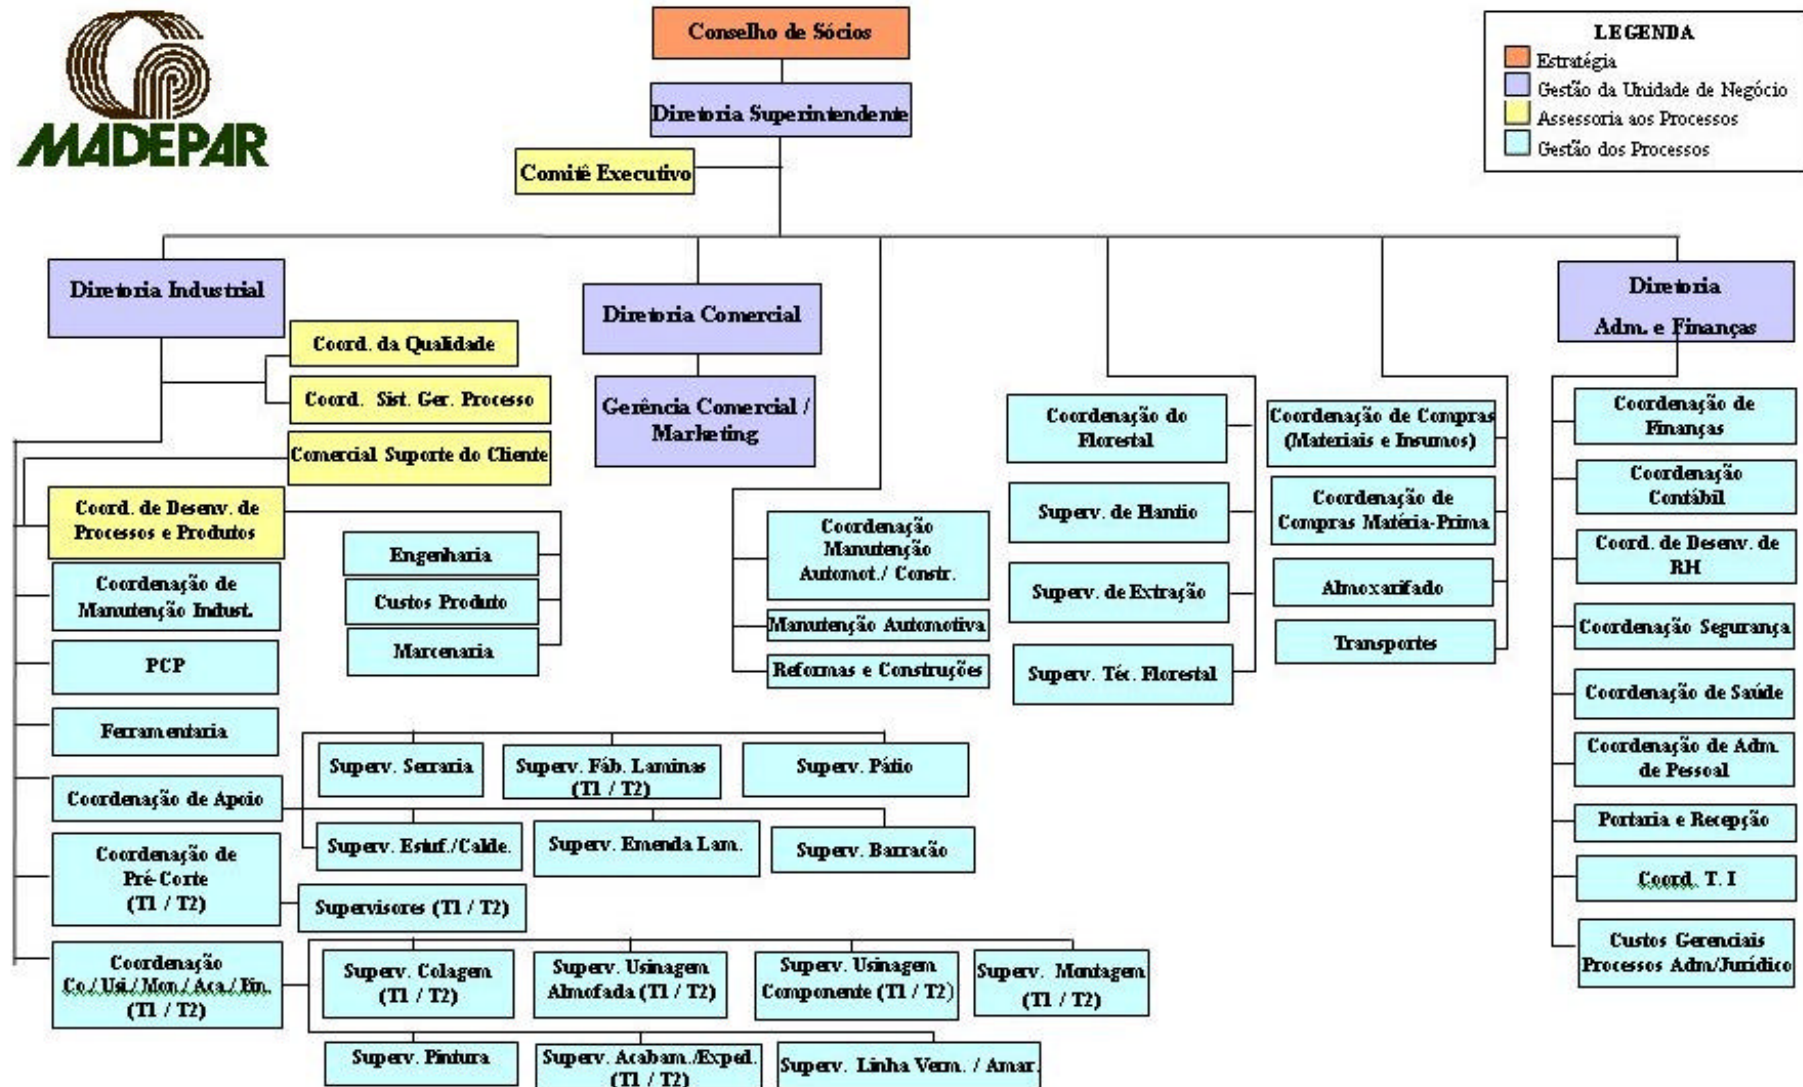 MADEPAR
Conselho de Sócios
Diretoria Superintendente
Comitê Executivo
LEGENDA
Estratégia
Gestão da Unidade de Negócio
Assessoria aos Processos
Gestão dos Processos
Diretoria Industrial
Coord. da Qualidade
Coord. Sist. Ger. Processo
Comercial Suporte do Cliente
Coord. de Desenv. de
Processos e Produtos
Engenharia
Custos Produto
Marcenaria
Coordenação de
Manutenção Indust.
PCP
Ferramentaria
Coordenação de Apoio
Superv. Serraria
Superv. Fáb. Laminas
(T1 / T2)
Superv. Pátio
Superv. Estuf./Calde.
Superv. Emenda Lam.
Superv. Barracão
Coordenação de
Pré-Corte
(T1 / T2)
Supervisores (T1 / T2)
Coordenação
Co./ Usi./ Mon./ Aca./ Pin.
(T1 / T2)
Superv. Colagem
(T1 / T2)
Superv. Usinagem
Almofada (T1 / T2)
Superv. Usinagem
Componente (T1 / T2)
Superv. Montagem
(T1 / T2)
Superv. Pintura
Superv. Acabam./Exped.
(T1 / T2)
Superv. Linha Verm. / Amar.
Diretoria Comercial
Gerência Comercial /
Marketing
Coordenação
Manutenção
Automot./ Constr.
Manutenção Automotiva
Reformas e Construções
Coordenação do
Florestal
Superv. de Plantio
Superv. de Extração
Superv. Téc. Florestal
Coordenação de Compras
(Materiais e Insumos)
Coordenação de
Compras Matéria-Prima
Almoxarifado
Transportes
Diretoria
Adm. e Finanças
Coordenação de
Finanças
Coordenação
Contábil
Coord. de Desenv. de
RH
Coordenação Segurança
Coordenação de Saúde
Coordenação de Adm.
de Pessoal
Portaria e Recepção
Coord. T. I
Custos Gerenciais
Processos Adm/Jurídico